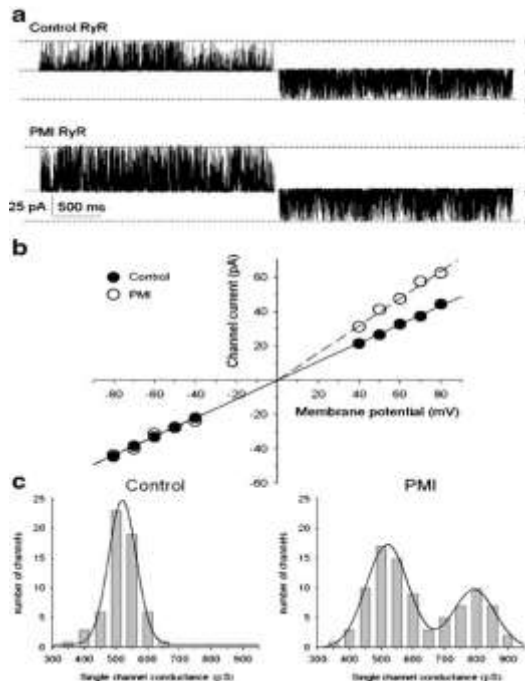 a
Control RyR
PMI RyR
25 pA
500 ms
b
Control
PMI
Channel current (pA)
60
40
20
-80 -60 -40 -20
20 40 60 80
Membrane potential (mV)
-20
-40
-60
c
Control
PMI
number of channels
25
20
15
10
5
0
300 400 500 600 700 800 900
Single channel conductance (pS)
number of channels
25
20
15
10
5
0
300 400 500 600 700 800 900
Single channel conductance (pS)